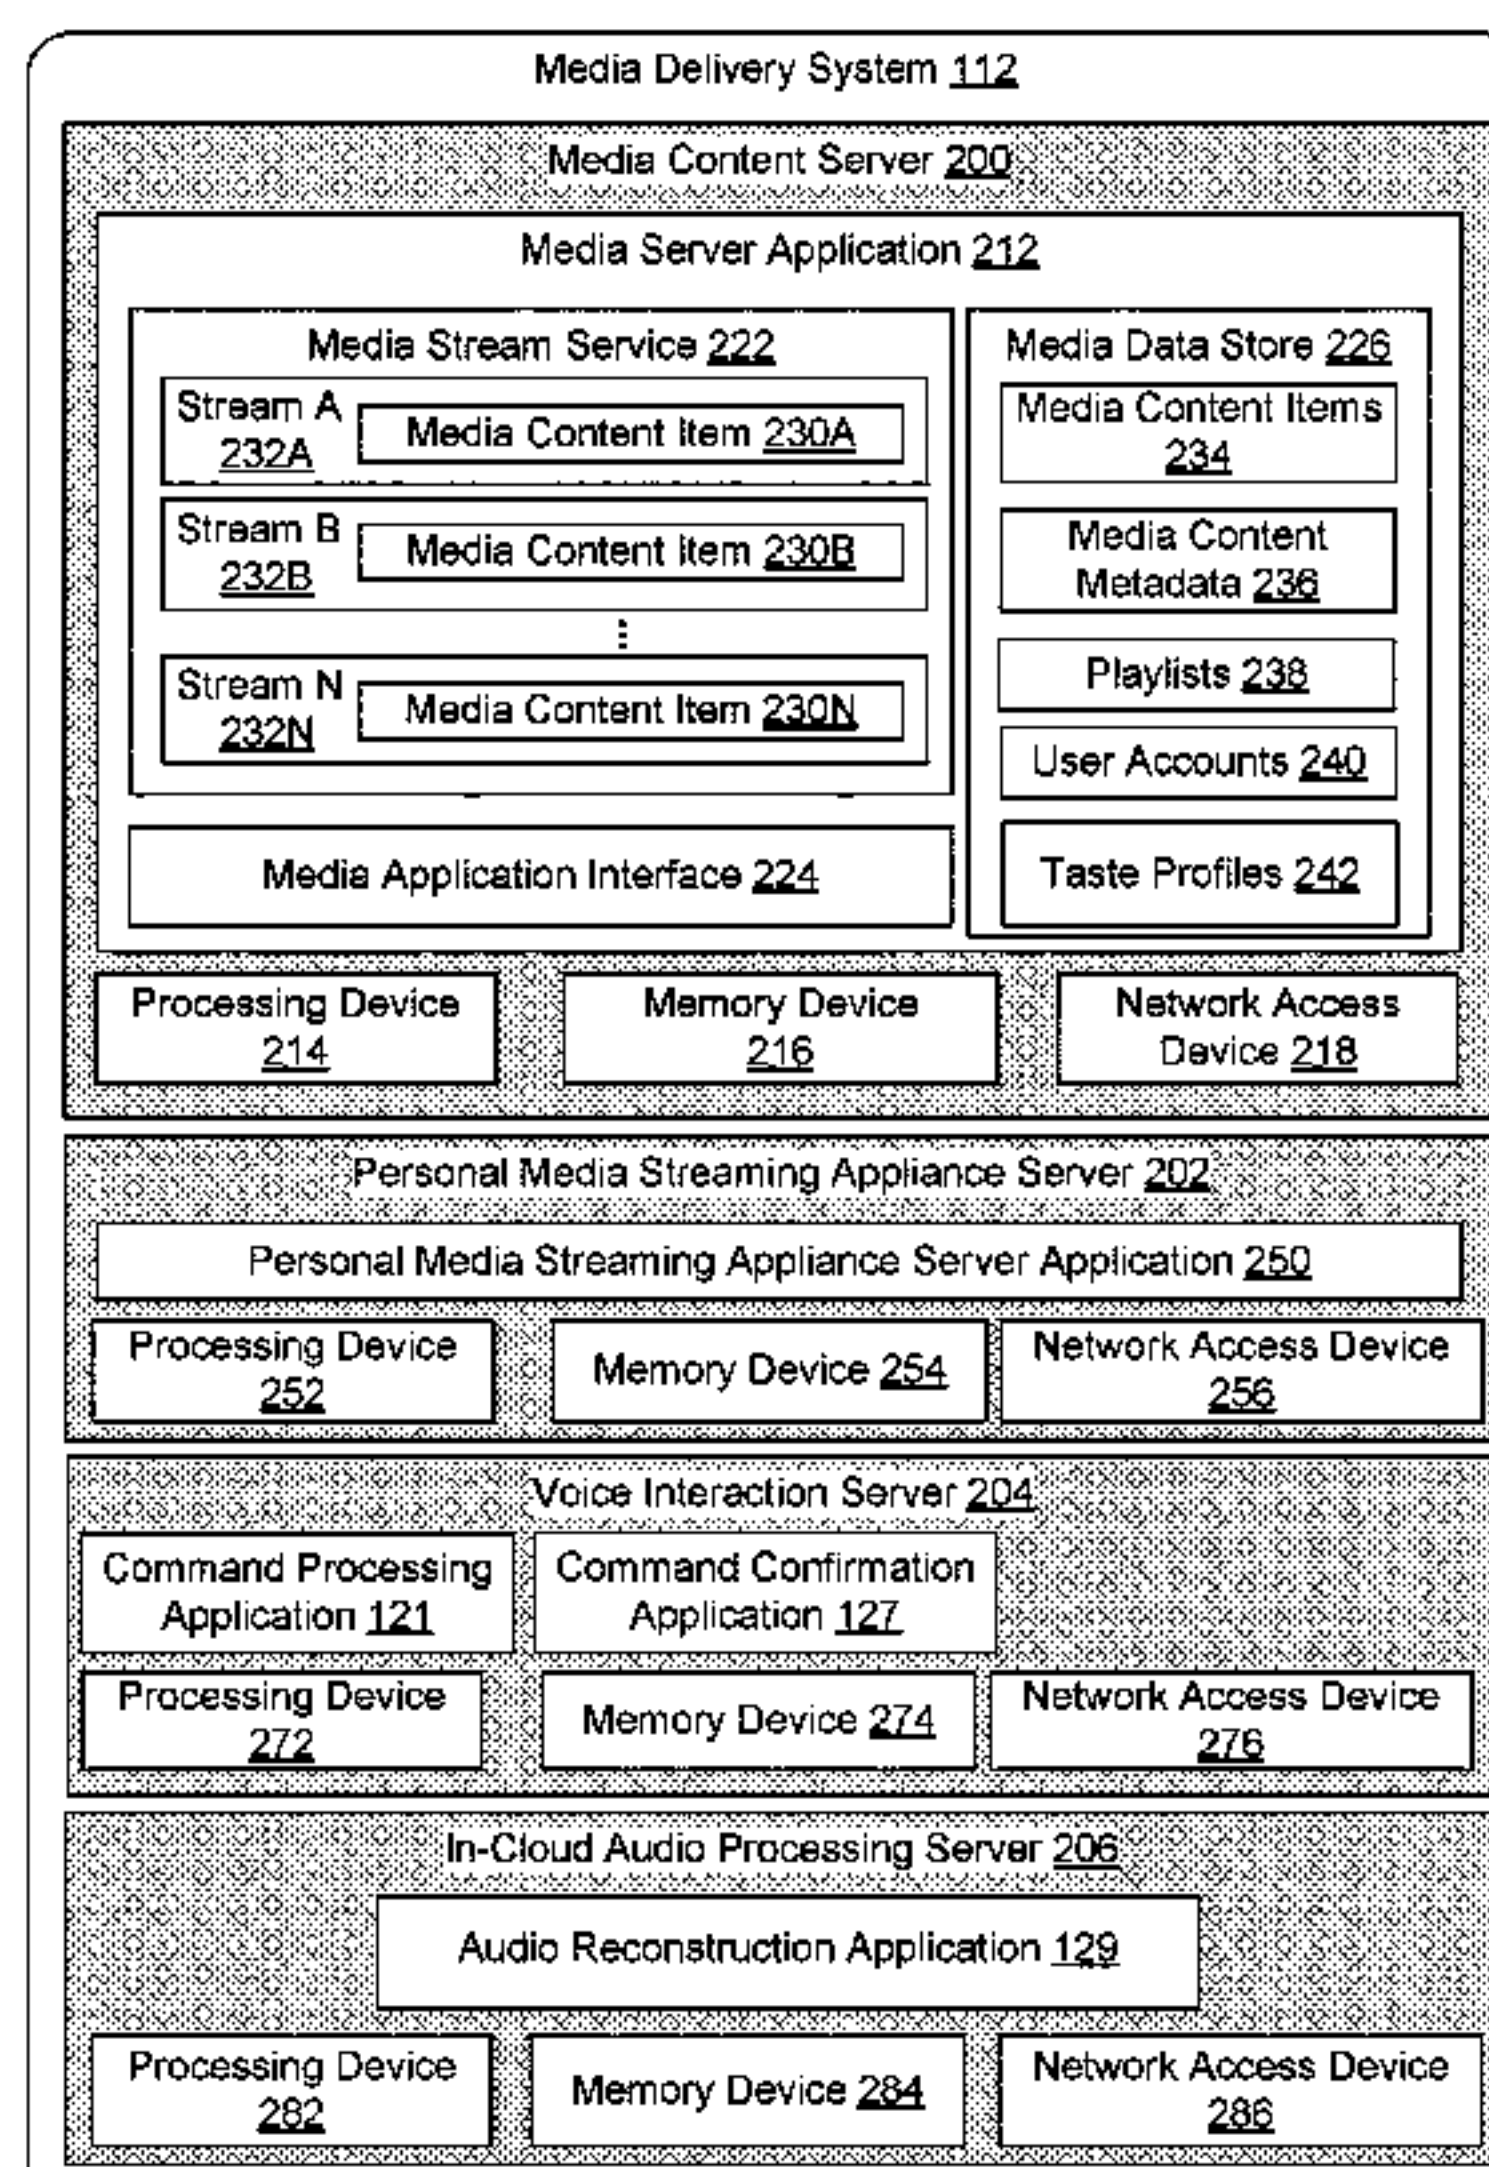 Media Delivery System 112
Media Content Server 200
Media Server Application 212
Media Stream Service 222
Stream A
232A
Media Content Item 230A
Stream B
232B
Media Content Item 230B
⋮
Stream N
232N
Media Content Item 230N
Media Application Interface 224
Media Data Store 226
Media Content Items
234
Media Content
Metadata 236
Playlists 238
User Accounts 240
Taste Profiles 242
Processing Device
214
Memory Device
216
Network Access
Device 218
Personal Media Streaming Appliance Server 202
Personal Media Streaming Appliance Server Application 250
Processing Device
252
Memory Device 254
Network Access Device
256
Voice Interaction Server 204
Command Processing
Application 121
Command Confirmation
Application 127
Processing Device
272
Memory Device 274
Network Access Device
276
In-Cloud Audio Processing Server 206
Audio Reconstruction Application 129
Processing Device
282
Memory Device 284
Network Access Device
286